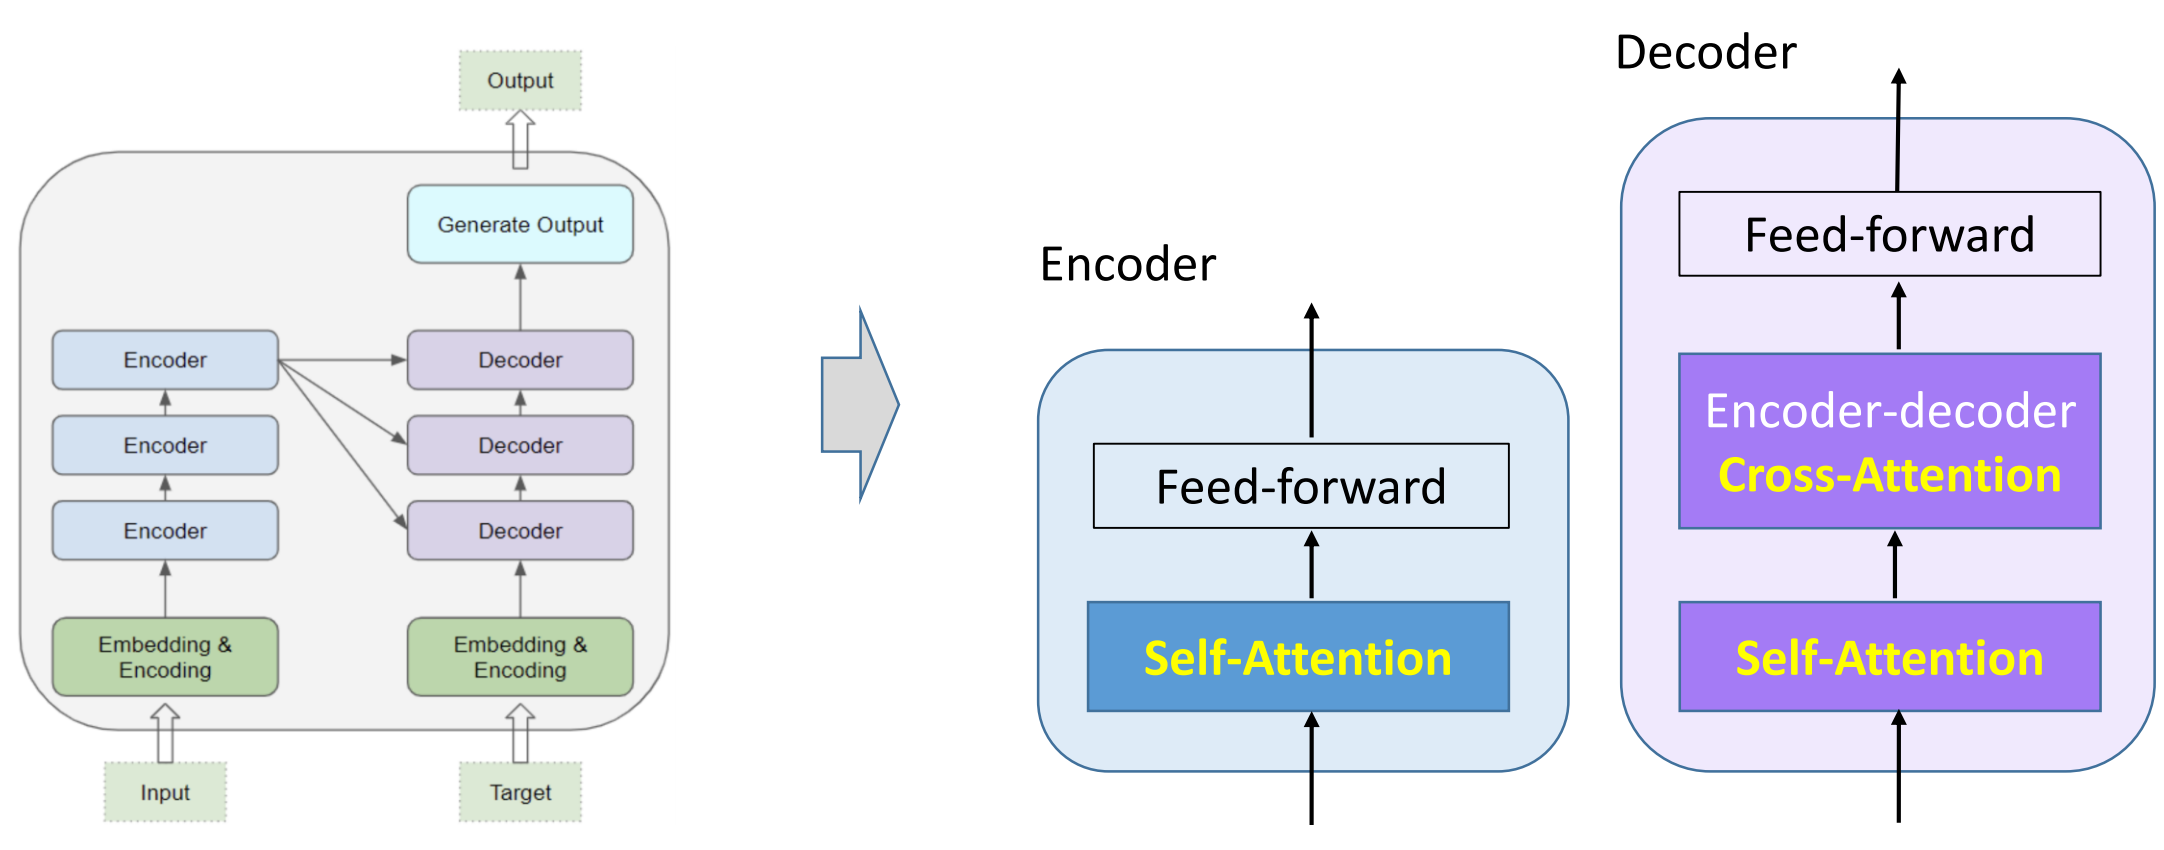 Output
Generate Output
Encoder
Decoder
Encoder
Decoder
Encoder
Decoder
Embedding &
Encoding
Embedding &
Encoding
Input
Target
Encoder
Feed-forward
Self-Attention
Decoder
Feed-forward
Encoder-decoder
Cross-Attention
Self-Attention